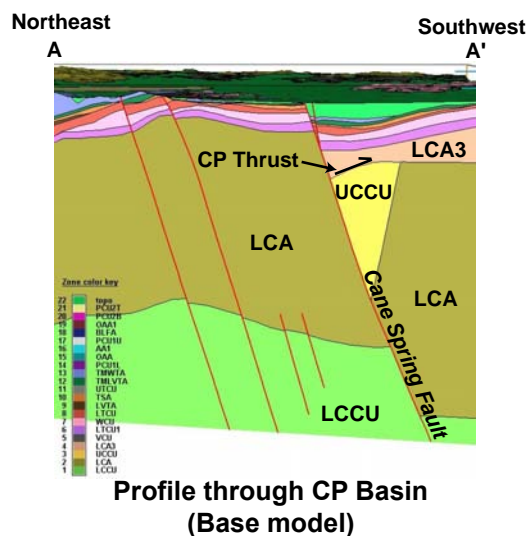 Northeast
Southwest
A
A'
CP Thrust
LCA3
UCCU
LCA
LCA
Cane Spring Fault
LCCU
Zone color key
22 topo
21 PCU2T
20 PCU2B
19 OAA1
18 BLFA
17 PCU1U
16 AA1
15 OAA
14 PCU1L
13 TMWTA
12 TMLVTA
11 UTCU
10 TSA
9 LVTA
8 LTCU
7 WCU
6 LTCU1
5 VCU
4 LCA3
3 UCCU
2 LCA
1 LCCU
Profile through CP Basin
(Base model)